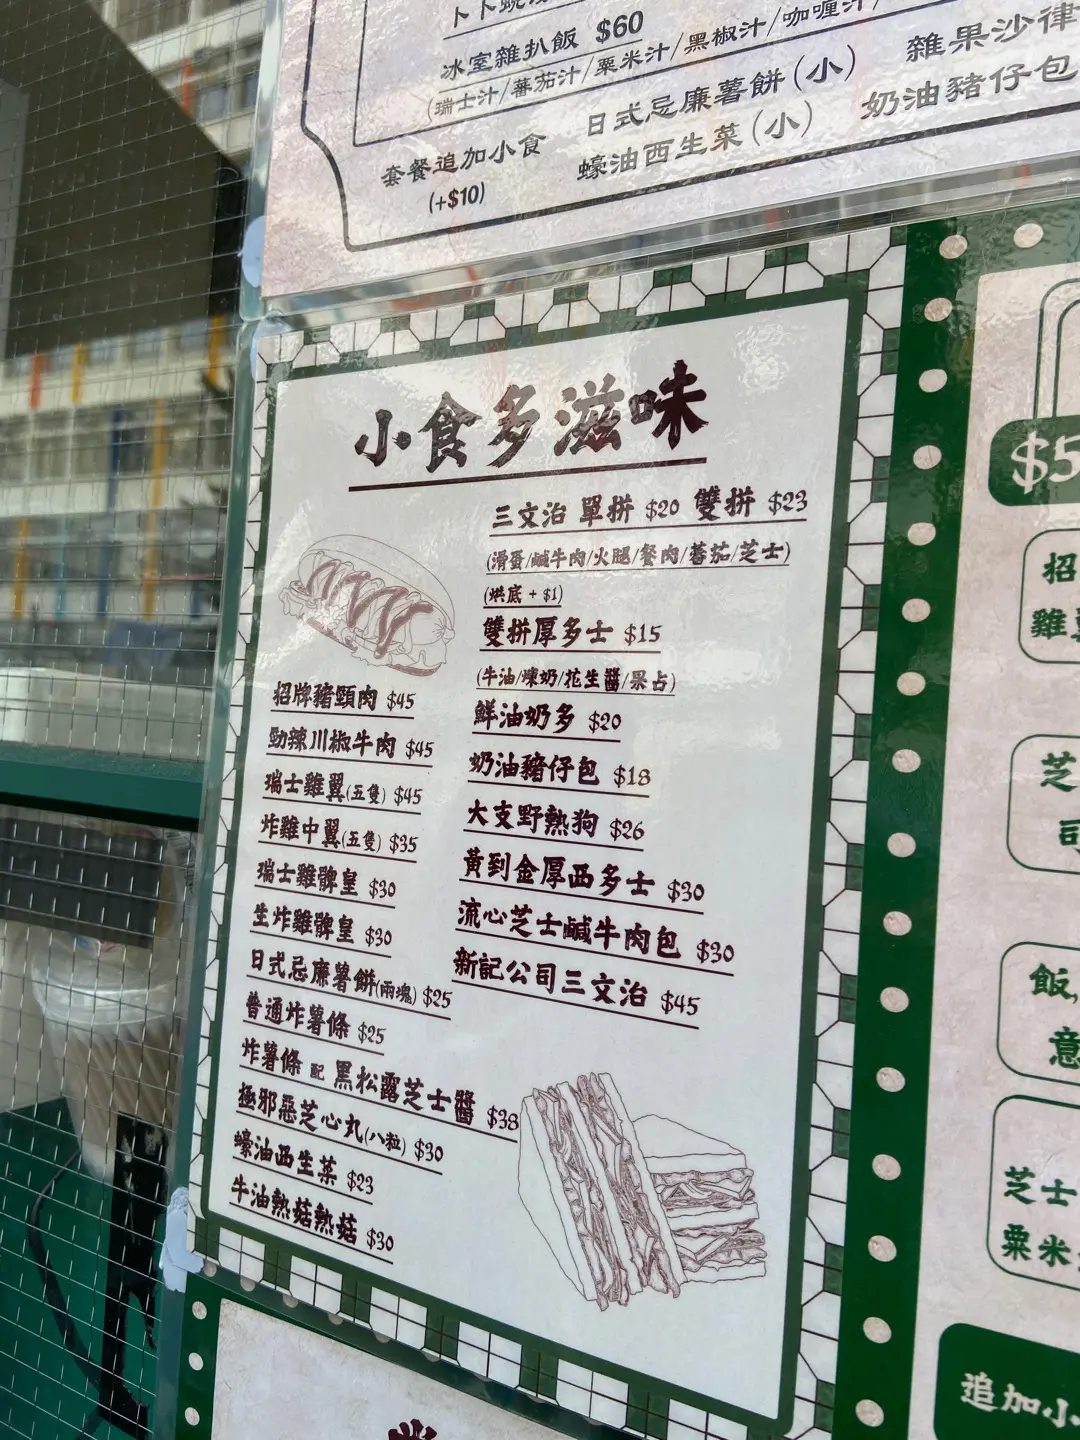 冰室雜扒飯 $60
(瑞士汁/蕃茄汁/粟米汁/黑椒汁/咖喱汁/
套餐追加小食
(+$10)
日式忌廉薯餅(小)
雜果沙律
蠔油西生菜(小)
奶油豬仔包
小食多滋味
招牌豬頸肉 $45
勁辣川椒牛肉 $45
瑞士雞翼(五隻) $45
炸雞中翼(五隻) $35
瑞士雞髀皇 $30
生炸雞髀皇 $30
日式忌廉薯餅(兩塊) $25
普通炸薯條 $25
炸薯條 配 黑松露芝士醬 $38
極邪惡芝心丸(八粒) $30
蠔油西生菜 $23
牛油熱菇熱菇 $30
三文治 單拼 $20 雙拼 $23
(滑蛋/鹹牛肉/火腿/餐肉/蕃茄/芝士)
(烘底 + $1)
雙拼厚多士 $15
(牛油/煉奶/花生醬/果占)
鮮油奶多 $20
奶油豬仔包 $18
大支野熱狗 $26
黃到金厚西多士 $30
流心芝士鹹牛肉包 $30
新記公司三文治 $45
$5
招
雞
芝
司
飯,
意
芝士
粟米
追加小